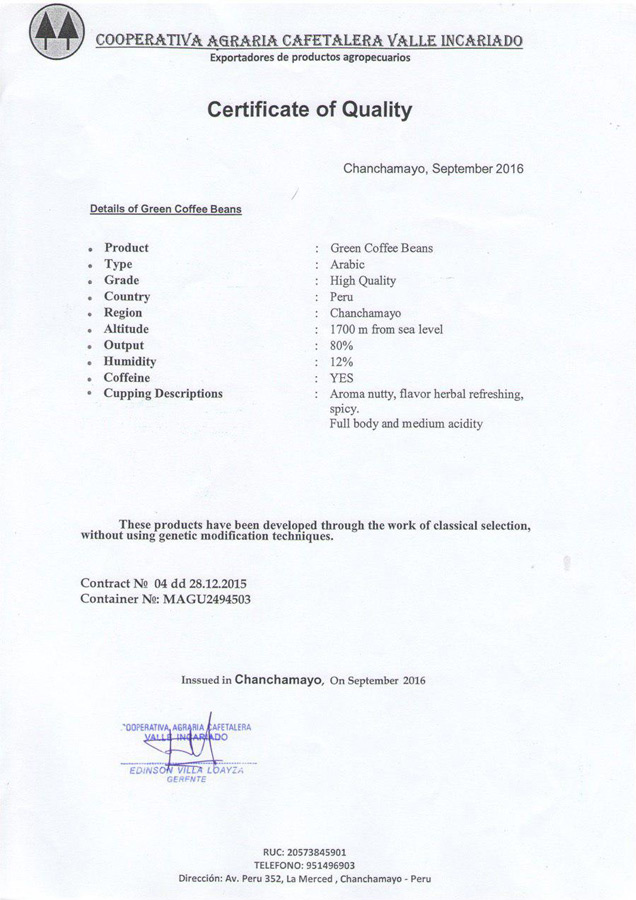 COOPERATIVA AGRARIA CAFETALERA VALLE INCARIADO
Exportadores de productos agropecuarios
Certificate of Quality
Chanchamayo, September 2016
Details of Green Coffee Beans
• Product : Green Coffee Beans
• Type : Arabic
• Grade : High Quality
• Country : Peru
• Region : Chanchamayo
• Altitude : 1700 m from sea level
• Output : 80%
• Humidity : 12%
• Coffeine : YES
• Cupping Descriptions : Aroma nutty, flavor herbal refreshing,
spicy.
Full body and medium acidity
These products have been developed through the work of classical selection,
without using genetic modification techniques.
Contract № 04 dd 28.12.2015
Container №: MAGU2494503
Inssued in Chanchamayo, On September 2016
COOPERATIVA AGRARIA CAFETALERA
VALLE INCARIADO
EDINSON VILLA LOAYZA
GERENTE
RUC: 20573845901
TELEFONO: 951496903
Dirección: Av. Peru 352, La Merced , Chanchamayo - Peru